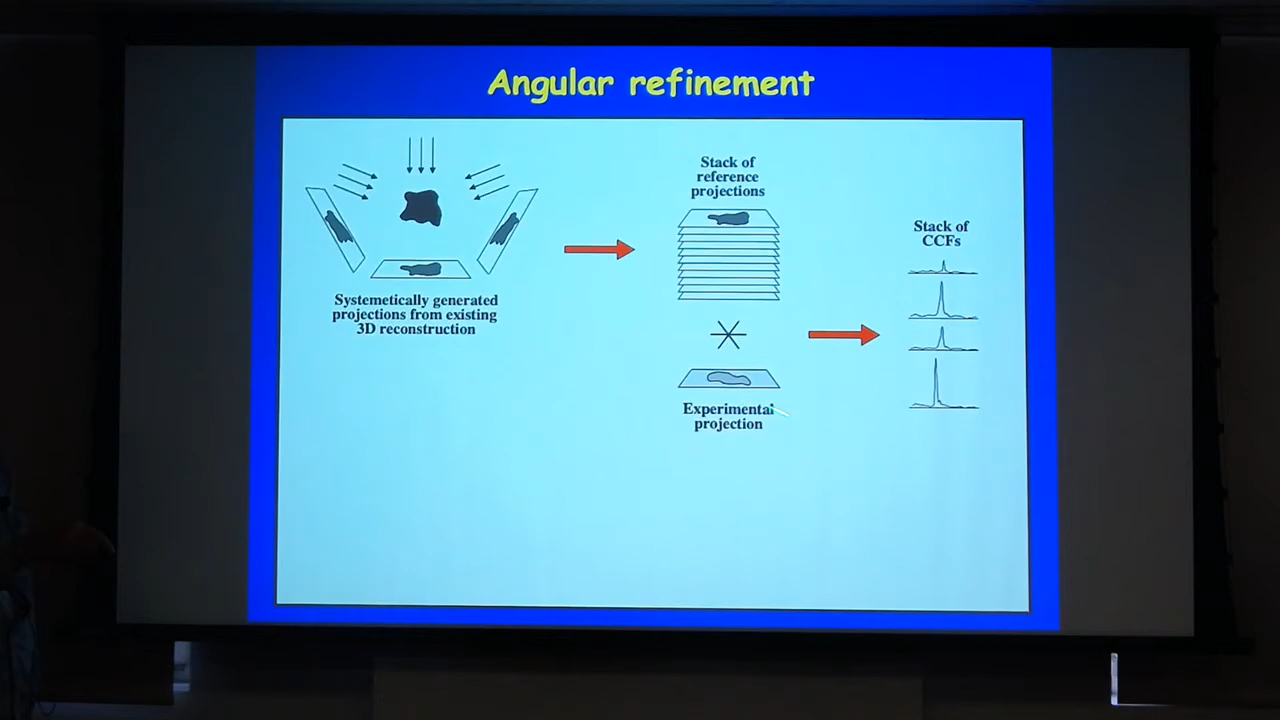 Angular refinement
Stack of
reference
projections
Stack of
CCFs
Systemetically generated
projections from existing
3D reconstruction
Experimental
projection